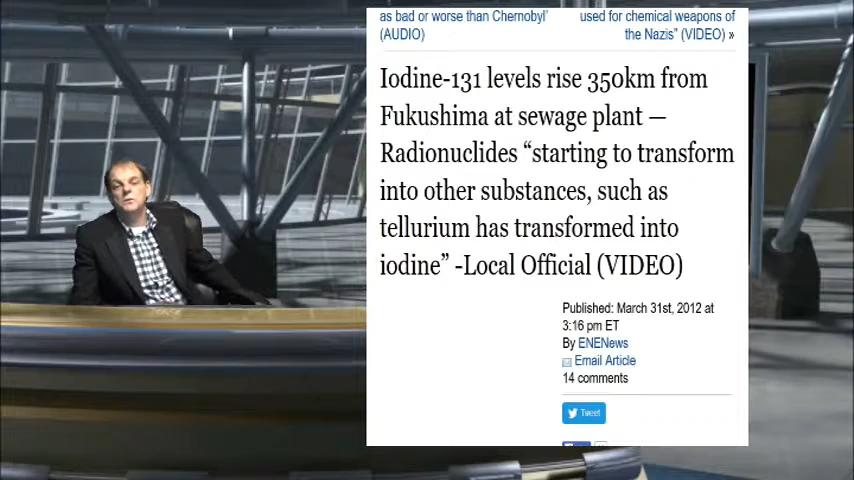 as bad or worse than Chernobyl’
(AUDIO)
used for chemical weapons of
the Nazis” (VIDEO) »
Iodine-131 levels rise 350km from
Fukushima at sewage plant —
Radionuclides “starting to transform
into other substances, such as
tellurium has transformed into
iodine” -Local Official (VIDEO)
Published: March 31st, 2012 at
3:16 pm ET
By ENENews
Email Article
14 comments
Tweet